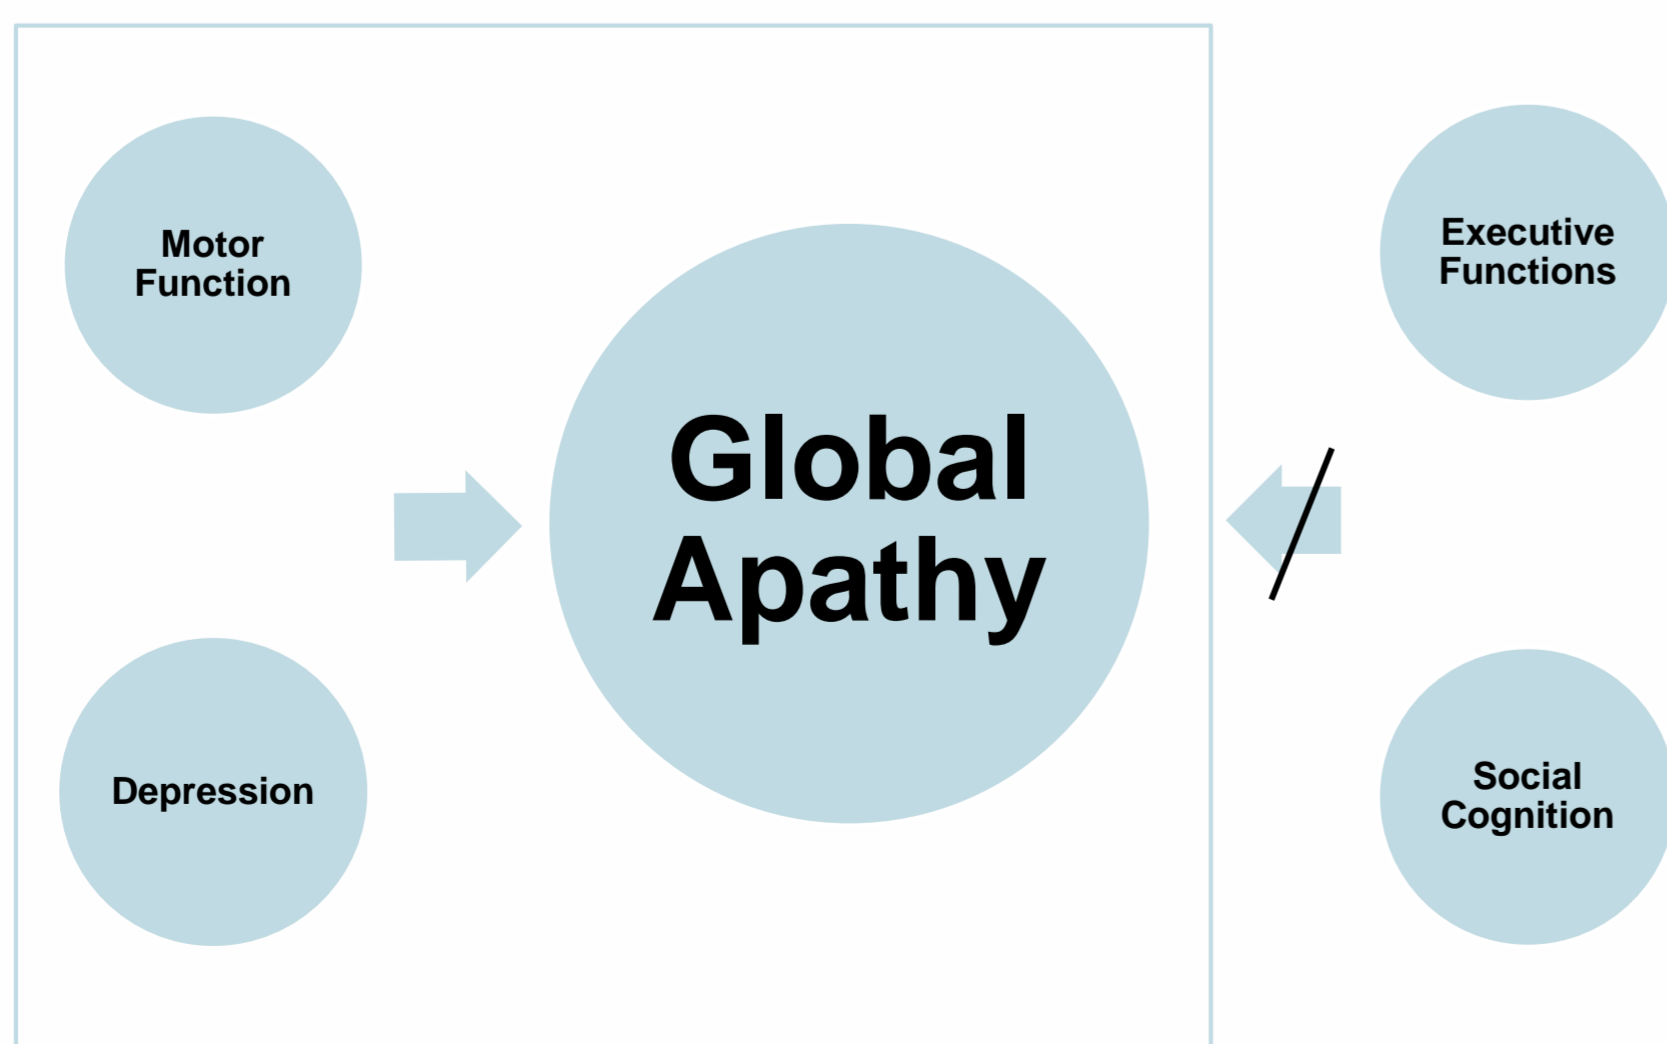 Motor
Function
Depression
Global
Apathy
Executive
Functions
Social
Cognition